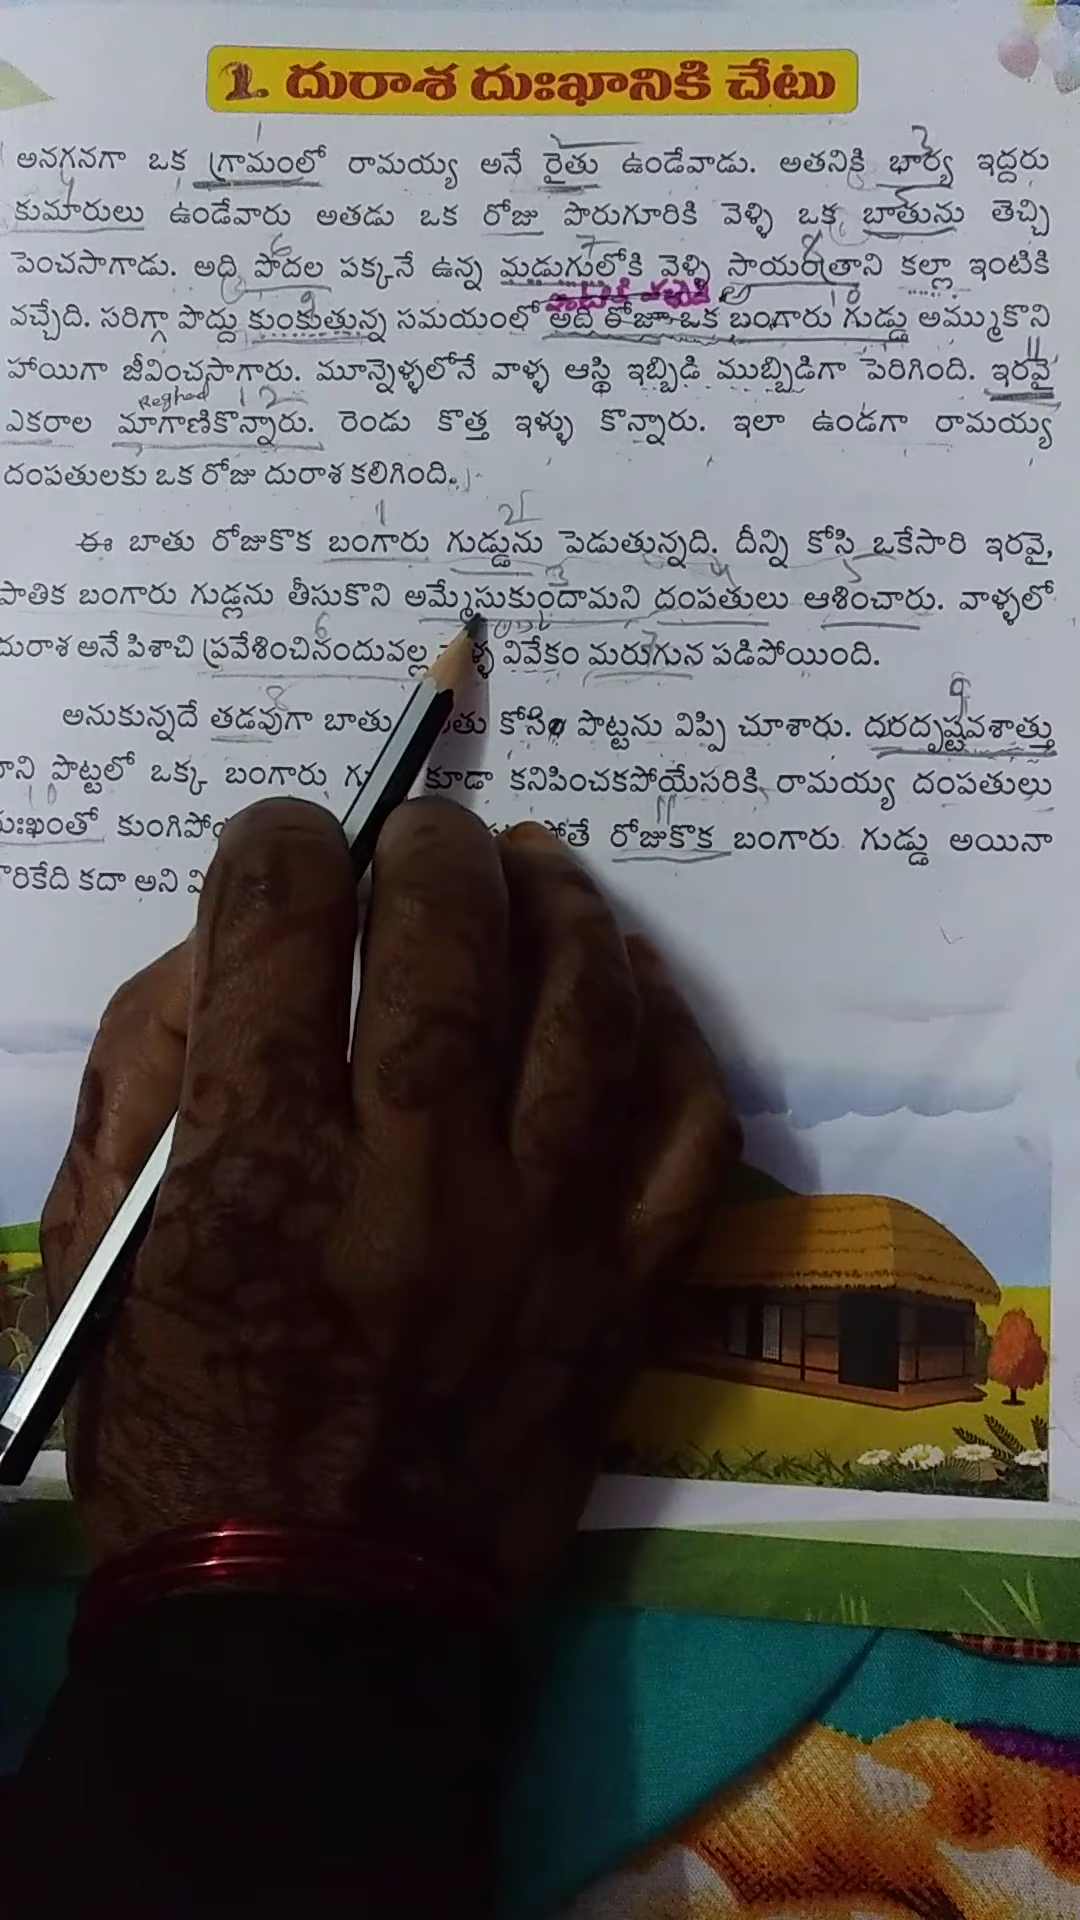 1. దురాశ దుఃఖానికి చేటు
అనగనగా ఒక గ్రామంలో రామయ్య అనే రైతు ఉండేవాడు. అతనికి భార్య ఇద్దరు
కుమారులు ఉండేవారు అతడు ఒక రోజు పొరుగూరికి వెళ్ళి ఒక బాతును తెచ్చి
పెంచసాగాడు. అది పొదల పక్కనే ఉన్న మడుగులోకి వెళ్ళి సాయంత్రాని కల్లా ఇంటికి
వచ్చేది. సరిగ్గా పొద్దు కుంకుతున్న సమయంలో అది రోజూ ఒక బంగారు గుడ్డు అమ్ముకొని
హాయిగా జీవించసాగారు. మూన్నెళ్ళలోనే వాళ్ళ ఆస్థి ఇబ్బిడి ముబ్బిడిగా పెరిగింది. ఇరవై
ఎకరాల మాగాణికొన్నారు. రెండు కొత్త ఇళ్ళు కొన్నారు. ఇలా ఉండగా రామయ్య
దంపతులకు ఒక రోజు దురాశ కలిగింది.
ఈ బాతు రోజుకొక బంగారు గుడ్డును పెడుతున్నది. దీన్ని కోసి ఒకేసారి ఇరవై,
పాతిక బంగారు గుడ్లను తీసుకొని అమ్మేసుకుందామని దంపతులు ఆశించారు. వాళ్ళలో
దురాశ అనే పిశాచి ప్రవేశించినందువల్ల వివేకం మరుగున పడిపోయింది.
అనుకున్నదే తడవుగా బాతు కోసి పొట్టను విప్పి చూశారు. దురదృష్టవశాత్తు
దాని పొట్టలో ఒక్క బంగారు కూడా కనిపించకపోయేసరికి రామయ్య దంపతులు
దుఃఖంతో రోజుకొక బంగారు గుడ్డు అయినా
కదా అని